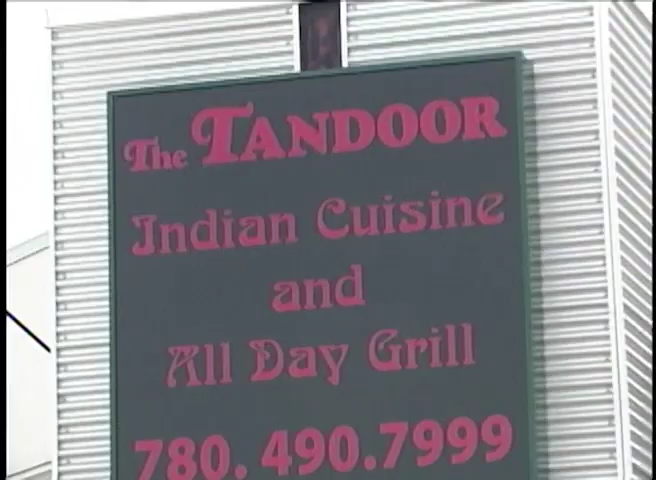 The TANDOOR
Indian Cuisine
and
All Day Grill
780.490.7999